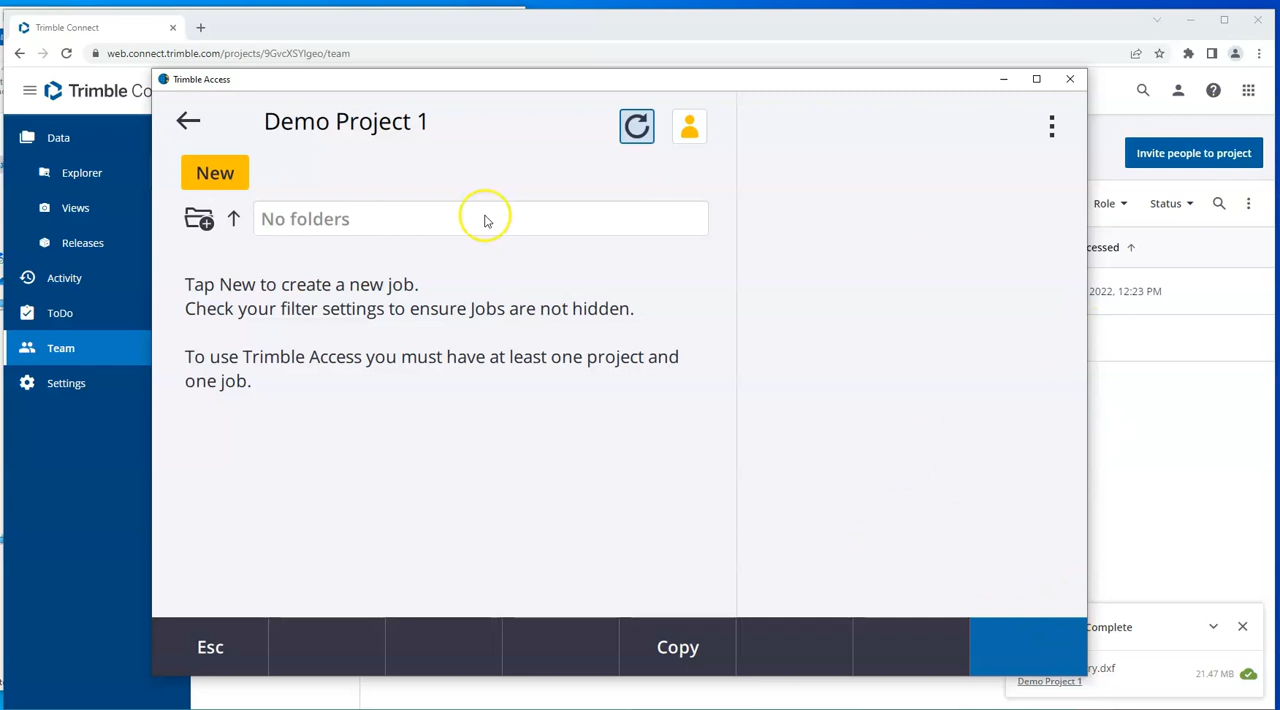 Trimble Connect
web.connect.trimble.com/projects/9GvcXSYIgeo/team
Trimble Co
Trimble Access
Data
Explorer
Views
Releases
Activity
ToDo
Team
Settings
Demo Project 1
New
No folders
Tap New to create a new job.
Check your filter settings to ensure Jobs are not hidden.
To use Trimble Access you must have at least one project and
one job.
Esc
Copy
Invite people to project
Role
Status
cessed
2022, 12:23 PM
Complete
ry.dxf
Demo Project 1
21.47 MB